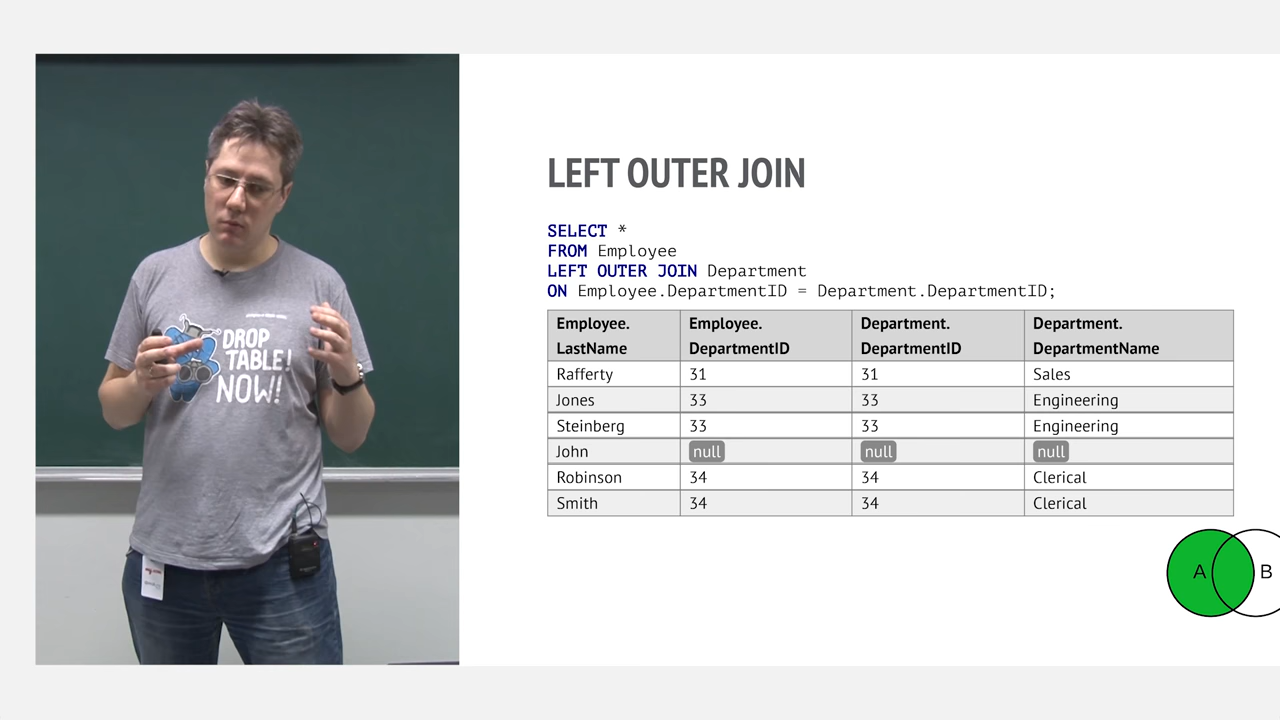 DROP
TABLE!
NOW!
LEFT OUTER JOIN
SELECT *
FROM Employee
LEFT OUTER JOIN Department
ON Employee.DepartmentID = Department.DepartmentID;
Employee. LastName Employee. DepartmentID Department. DepartmentID Department. DepartmentName
Rafferty 31 31 Sales
Jones 33 33 Engineering
Steinberg 33 33 Engineering
John null null null
Robinson 34 34 Clerical
Smith 34 34 Clerical
A B